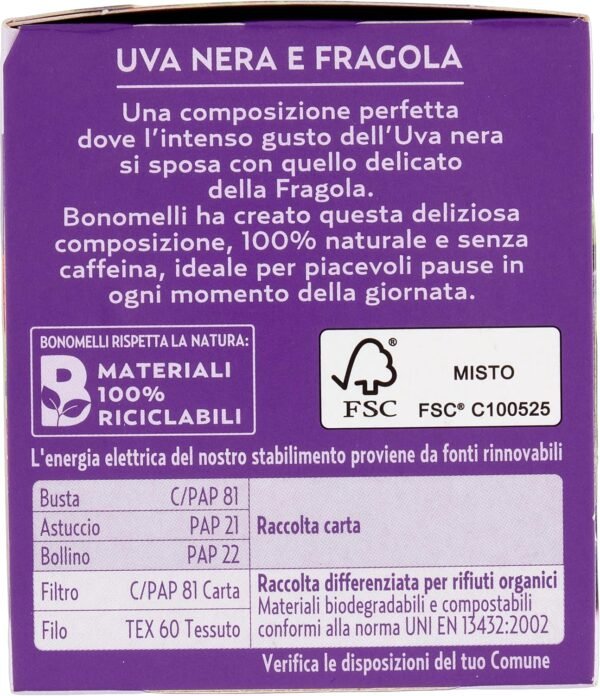 UVA NERA E FRAGOLA
Una composizione perfetta
dove l'intenso gusto dell'Uva nera
si sposa con quello delicato
della Fragola.
Bonomelli ha creato questa deliziosa
composizione, 100% naturale e senza
caffeina, ideale per piacevoli pause in
ogni momento della giornata.
BONOMELLI RISPETTA LA NATURA:
B MATERIALI
100%
RICICLABILI
FSC®
MISTO
FSC® C100525
L'energia elettrica del nostro stabilimento proviene da fonti rinnovabili
Busta C/PAP 81
Astuccio PAP 21 Raccolta carta
Bollino PAP 22
Filtro C/PAP 81 Carta Raccolta differenziata per rifiuti organici
Materiali biodegradabili e compostabili
Filo TEX 60 Tessuto conformi alla norma UNI EN 13432:2002
Verifica le disposizioni del tuo Comune